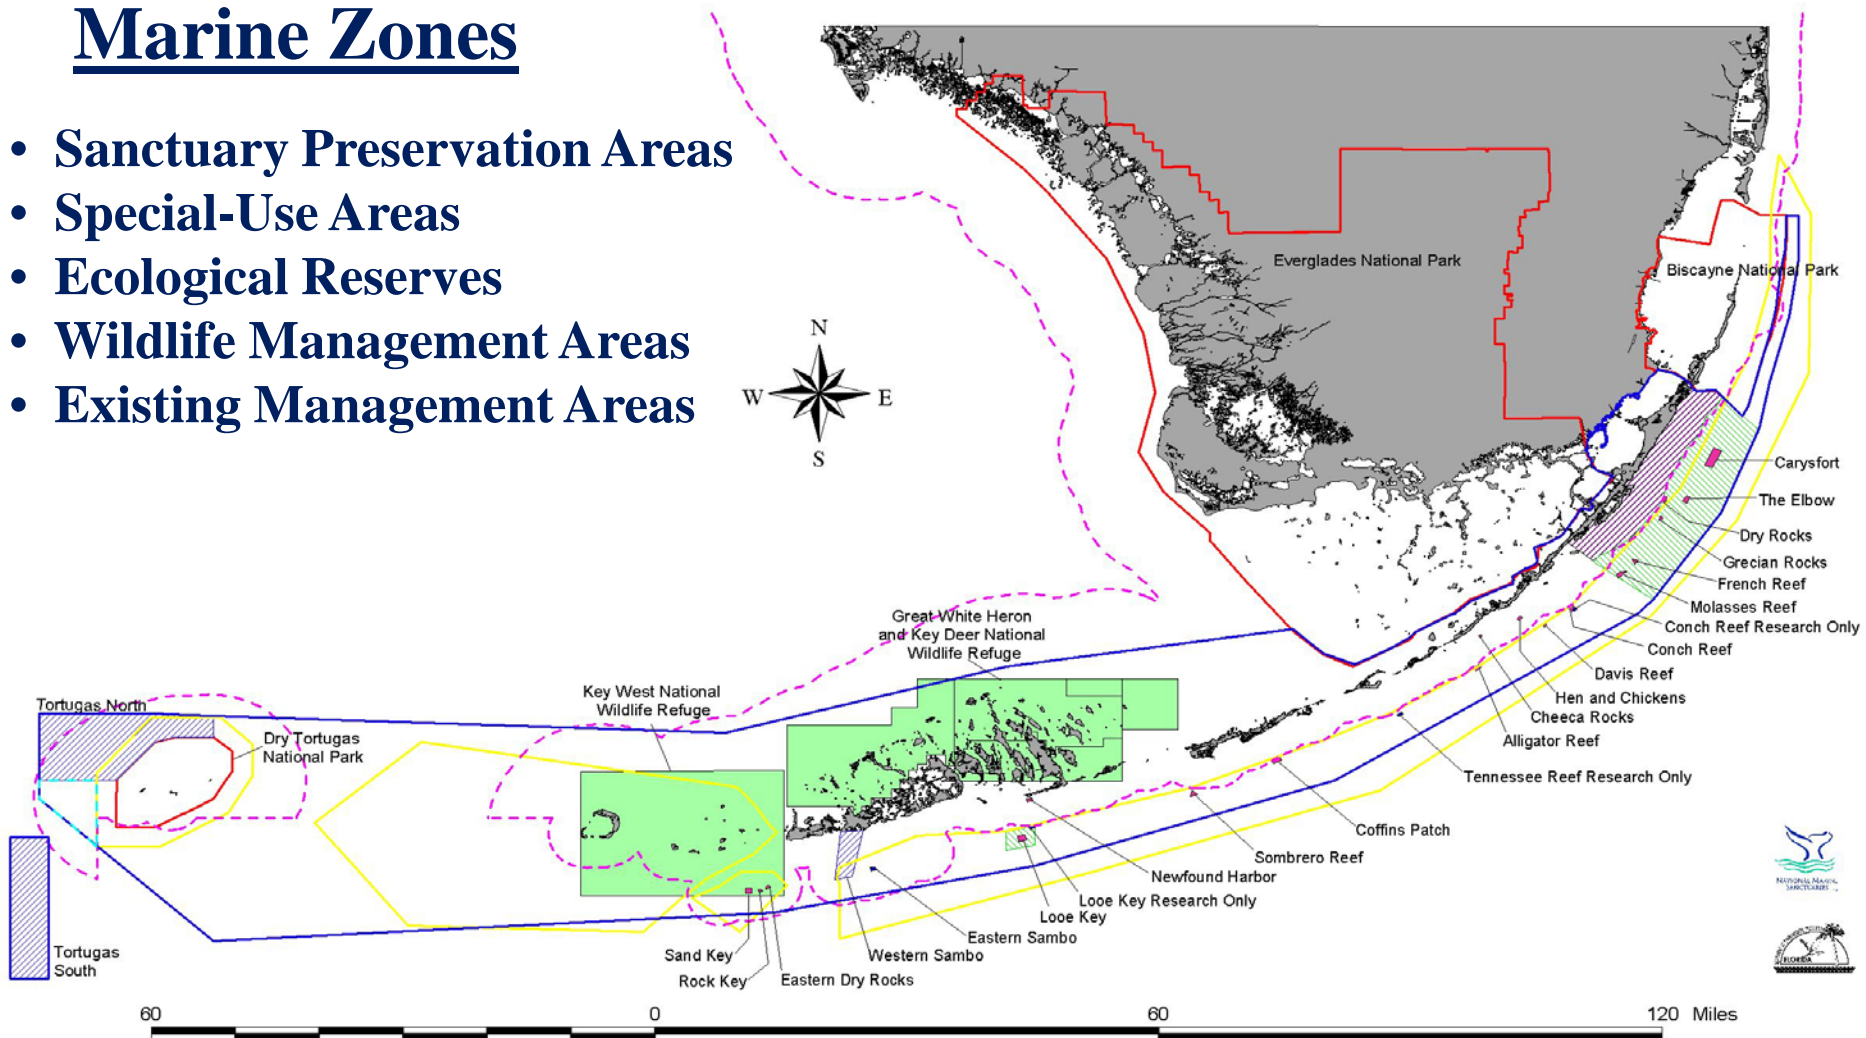 Marine Zones
• Sanctuary Preservation Areas
• Special-Use Areas
• Ecological Reserves
• Wildlife Management Areas
• Existing Management Areas
N
W
E
S
Everglades National Park
Biscayne National Park
Carysfort
The Elbow
Dry Rocks
Grecian Rocks
French Reef
Molasses Reef
Conch Reef Research Only
Conch Reef
Davis Reef
Hen and Chickens
Cheeca Rocks
Alligator Reef
Tennessee Reef Research Only
Coffins Patch
Sombrero Reef
Newfound Harbor
Looe Key Research Only
Looe Key
Eastern Sambo
Western Sambo
Eastern Dry Rocks
Rock Key
Sand Key
Great White Heron
and Key Deer National
Wildlife Refuge
Key West National
Wildlife Refuge
Tortugas North
Dry Tortugas
National Park
Tortugas
South
NATIONAL MARINE
SANCTUARIES
FLORIDA
60
0
60
120 Miles